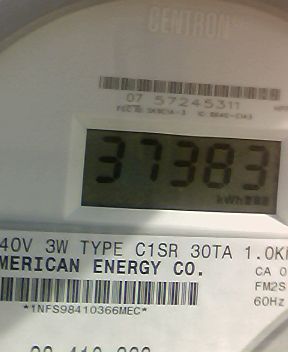 CENTRON
07 57245311
37383
kWh
40V 3W TYPE C1SR 30TA 1.0K
MERICAN ENERGY CO.
CA 0
FM2S
60Hz
*1NFS98410366MEC*